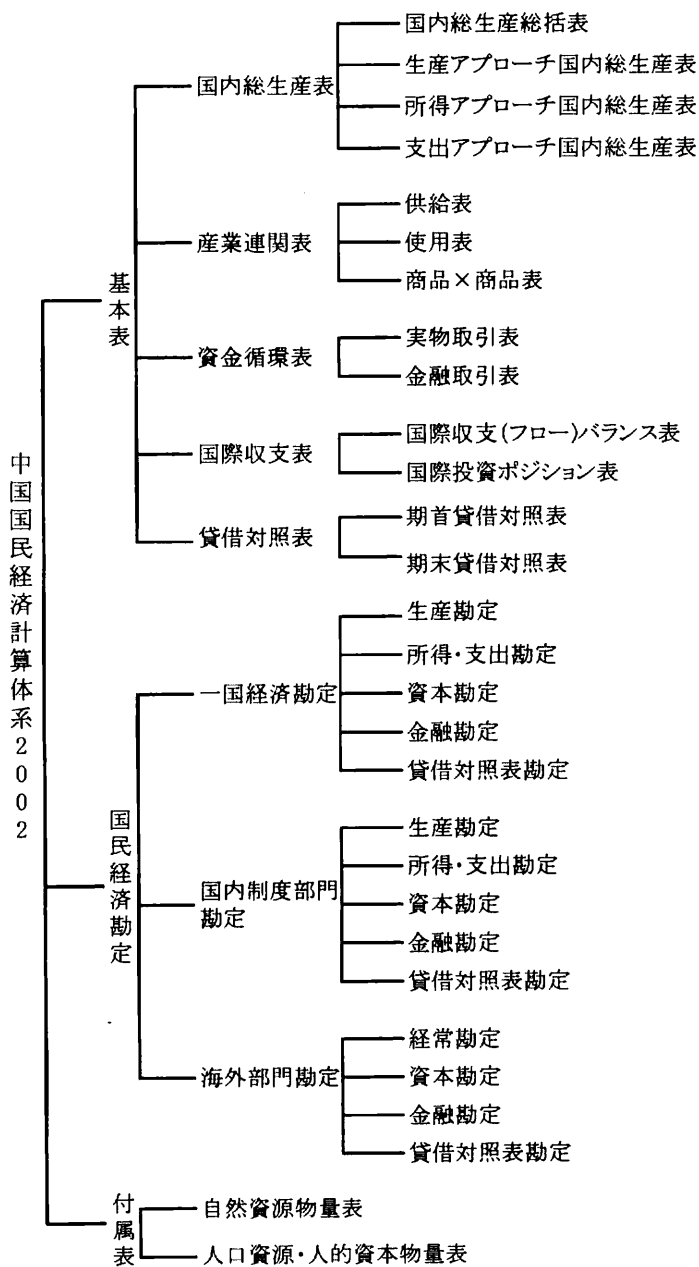 中国国民経済計算体系2002
基本表
国内総生産表
国内総生産総括表
生産アプローチ国内総生産表
所得アプローチ国内総生産表
支出アプローチ国内総生産表
産業連関表
供給表
使用表
商品×商品表
資金循環表
実物取引表
金融取引表
国際収支表
国際収支(フロー)バランス表
国際投資ポジション表
貸借対照表
期首貸借対照表
期末貸借対照表
国民経済勘定
一国経済勘定
生産勘定
所得・支出勘定
資本勘定
金融勘定
貸借対照表勘定
国内制度部門
勘定
生産勘定
所得・支出勘定
資本勘定
金融勘定
貸借対照表勘定
海外部門勘定
経常勘定
資本勘定
金融勘定
貸借対照表勘定
付属表
自然資源物量表
人口資源・人的資本物量表